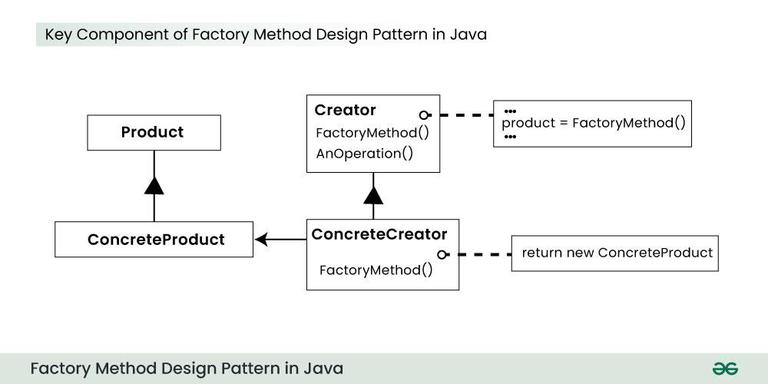 Key Component of Factory Method Design Pattern in Java
Product
ConcreteProduct
Creator
FactoryMethod()
AnOperation()
•••
product = FactoryMethod()
•••
ConcreteCreator
FactoryMethod()
return new ConcreteProduct
Factory Method Design Pattern in Java